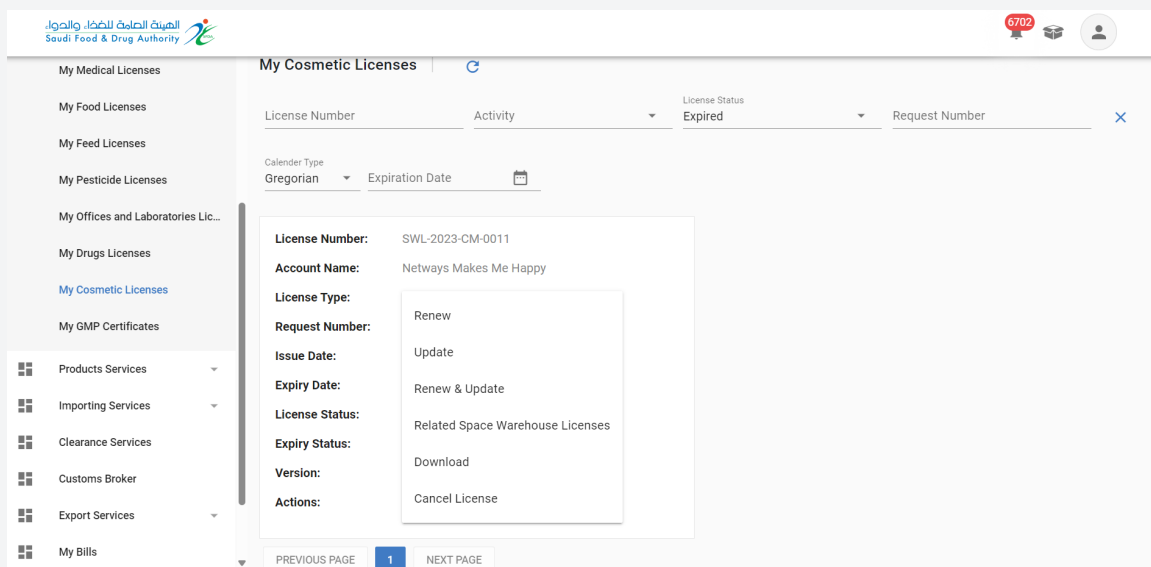 الهيئة العامة للغذاء والدواء
Saudi Food & Drug Authority
6702
My Medical Licenses
My Food Licenses
My Feed Licenses
My Pesticide Licenses
My Offices and Laboratories Lic...
My Drugs Licenses
My Cosmetic Licenses
My GMP Certificates
Products Services
Importing Services
Clearance Services
Customs Broker
Export Services
My Bills
My Cosmetic Licenses
License Number
Activity
License Status
Expired
Request Number
Calender Type
Gregorian
Expiration Date
License Number: SWL-2023-CM-0011
Account Name: Netways Makes Me Happy
License Type:
Request Number:
Issue Date:
Expiry Date:
License Status:
Expiry Status:
Version:
Actions:
Renew
Update
Renew & Update
Related Space Warehouse Licenses
Download
Cancel License
PREVIOUS PAGE 1 NEXT PAGE